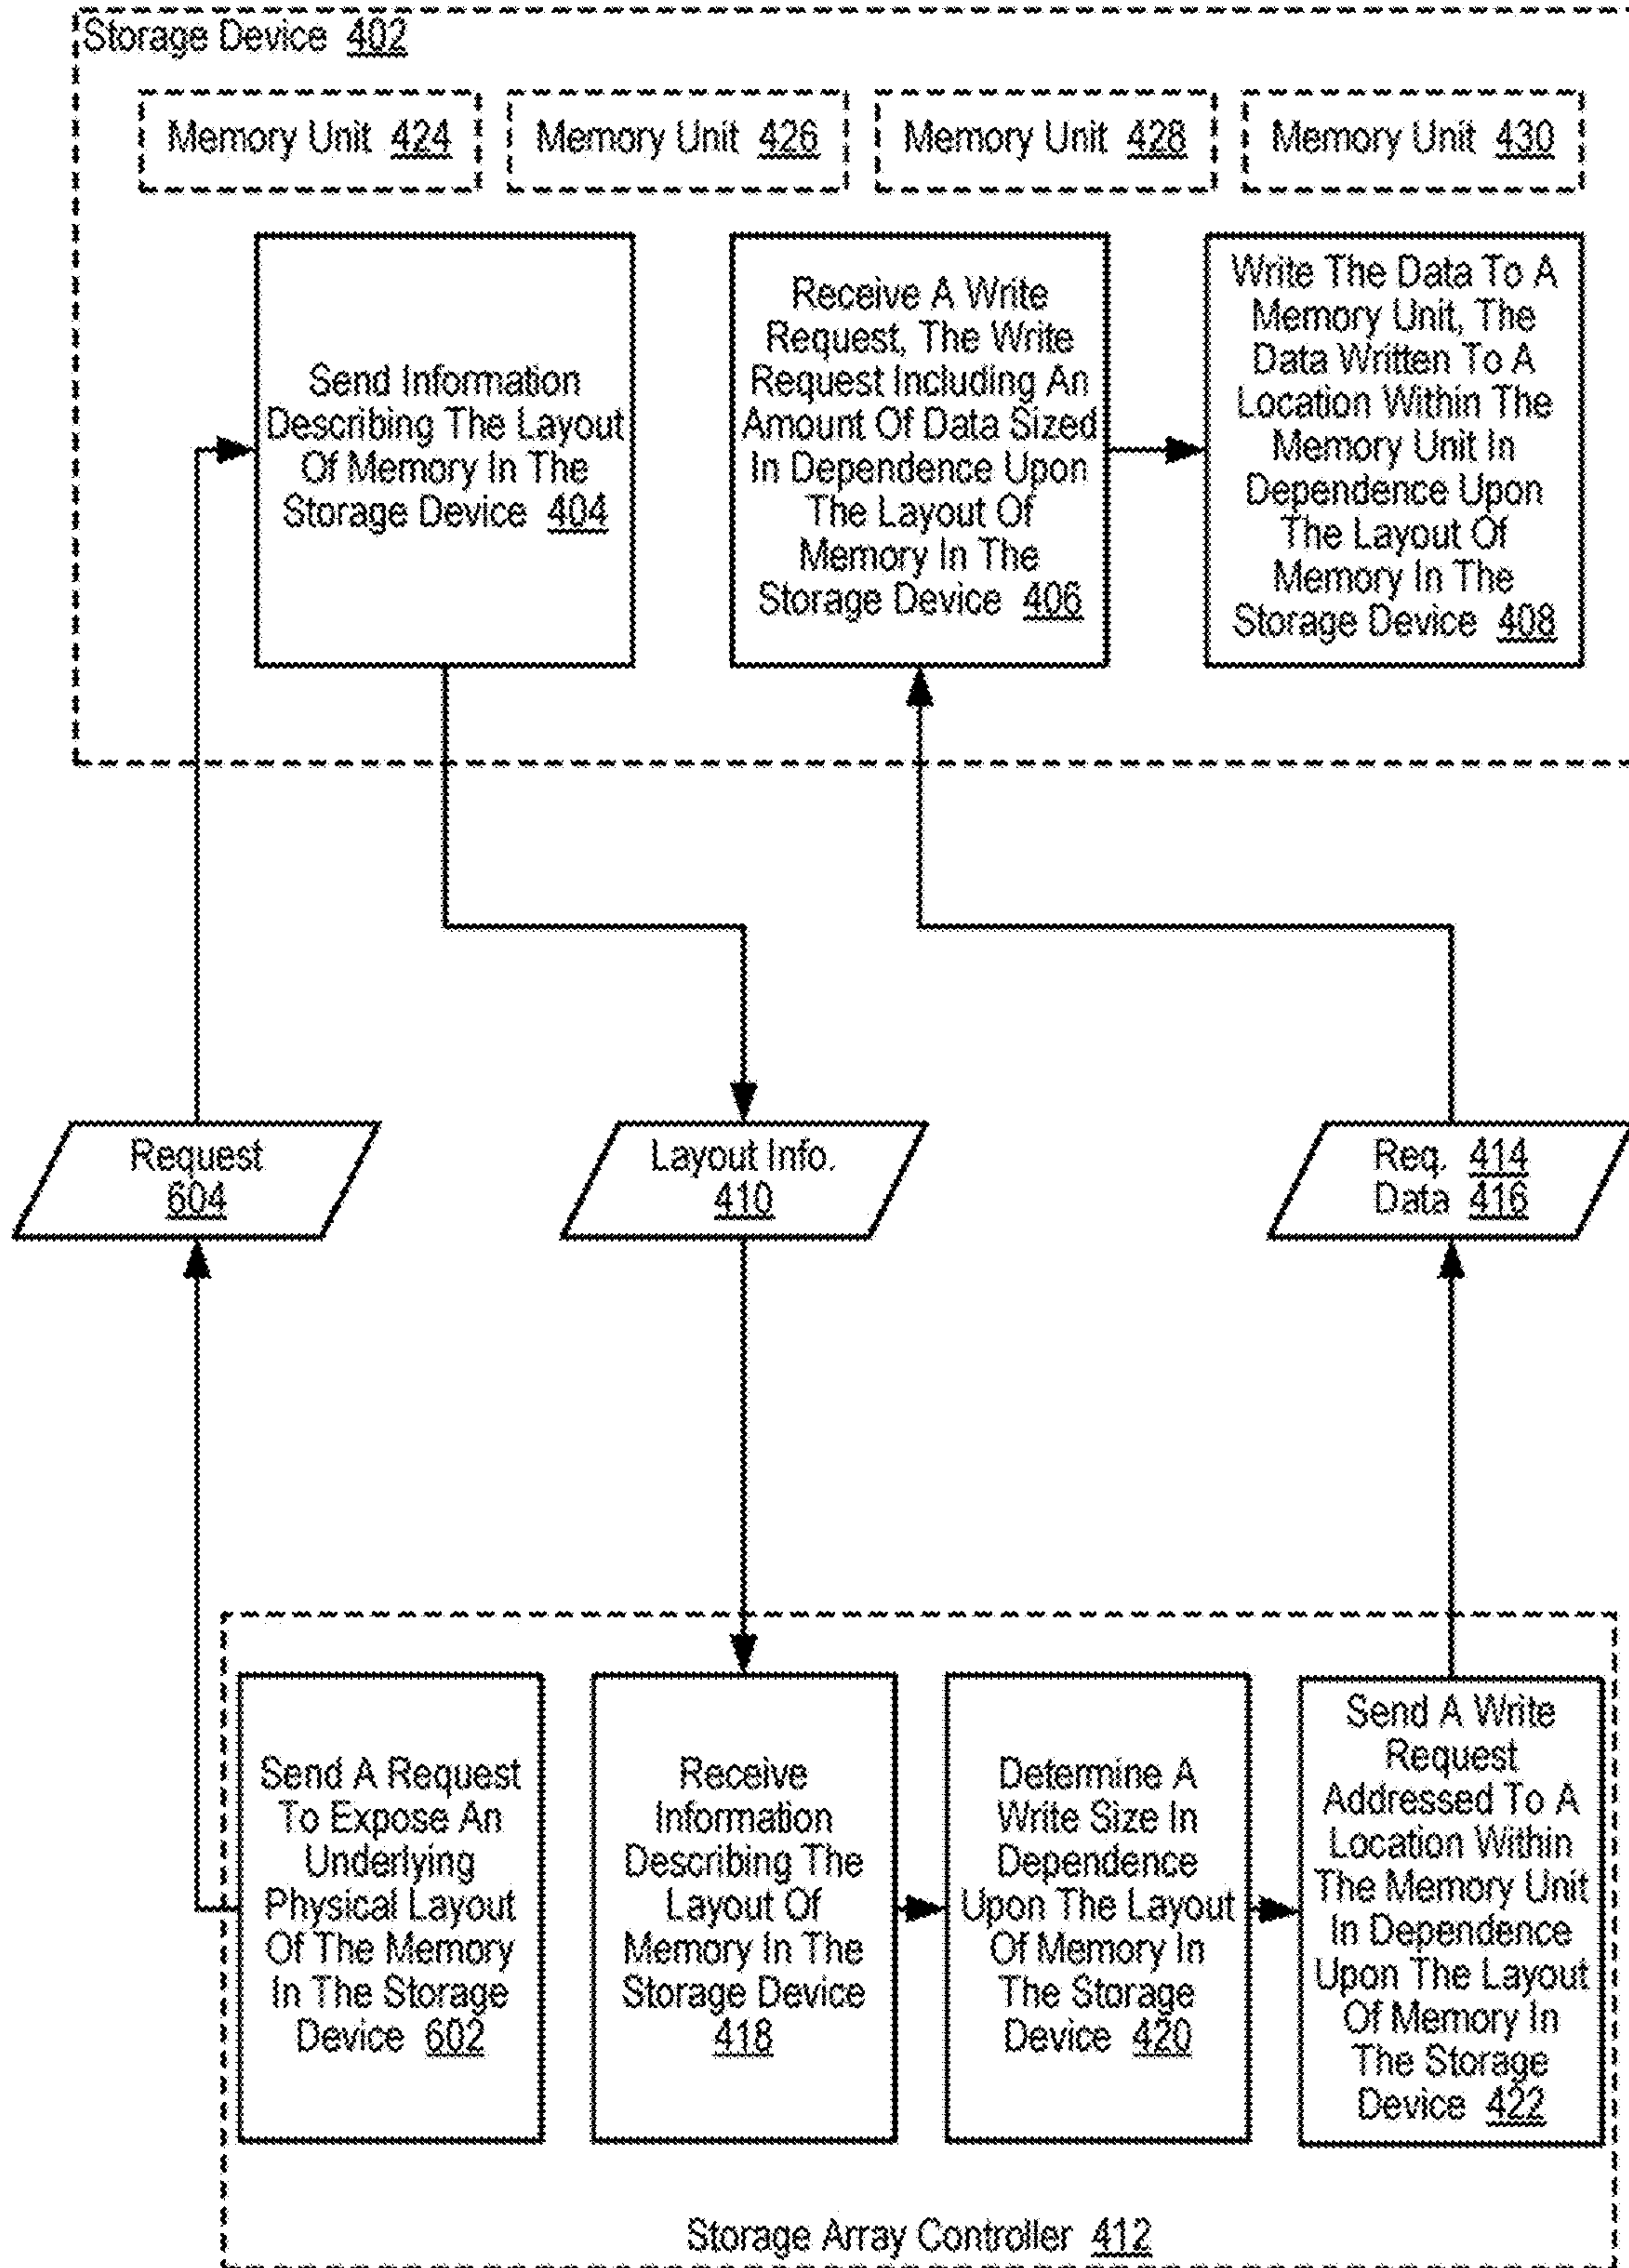 Storage Device 402
Memory Unit 424
Memory Unit 426
Memory Unit 428
Memory Unit 430
Send Information
Describing The Layout
Of Memory In The
Storage Device 404
Receive A Write
Request, The Write
Request Including An
Amount Of Data Sized
In Dependence Upon
The Layout Of
Memory In The
Storage Device 406
Write The Data To A
Memory Unit, The
Data Written To A
Location Within The
Memory Unit In
Dependence Upon
The Layout Of
Memory In The
Storage Device 408
Request
604
Layout Info.
410
Req. 414
Data 416
Send A Request
To Expose An
Underlying
Physical Layout
Of The Memory
In The Storage
Device 602
Receive
Information
Describing The
Layout Of
Memory In The
Storage Device
418
Determine A
Write Size In
Dependence
Upon The Layout
Of Memory In
The Storage
Device 420
Send A Write
Request
Addressed To A
Location Within
The Memory Unit
In Dependence
Upon The Layout
Of Memory In
The Storage
Device 422
Storage Array Controller 412